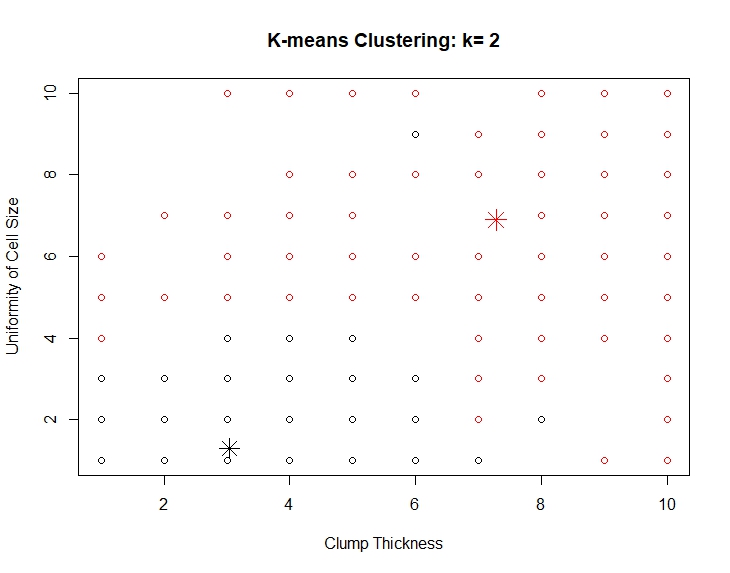 K-means Clustering: k= 2
Uniformity of Cell Size
10
8
6
4
2
2 4 6 8 10
Clump Thickness